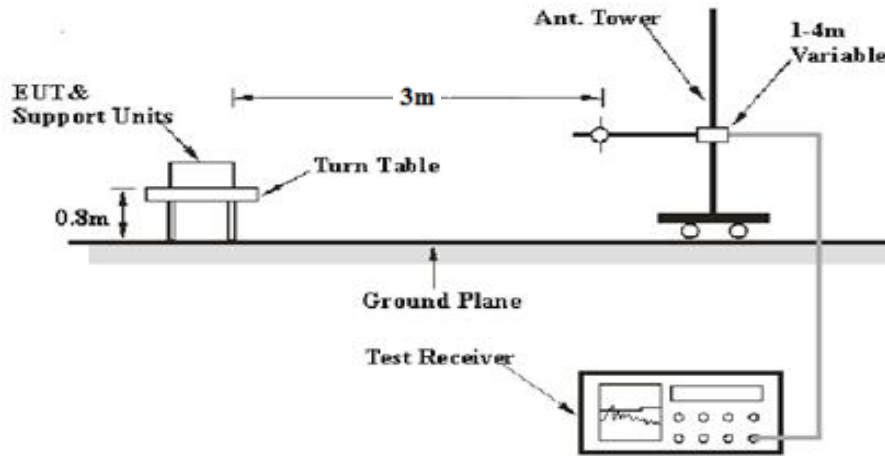 Ant. Tower
1-4m
Variable
EUT&
Support Units
3m
Turn Table
0.8m
Ground Plane
Test Receiver